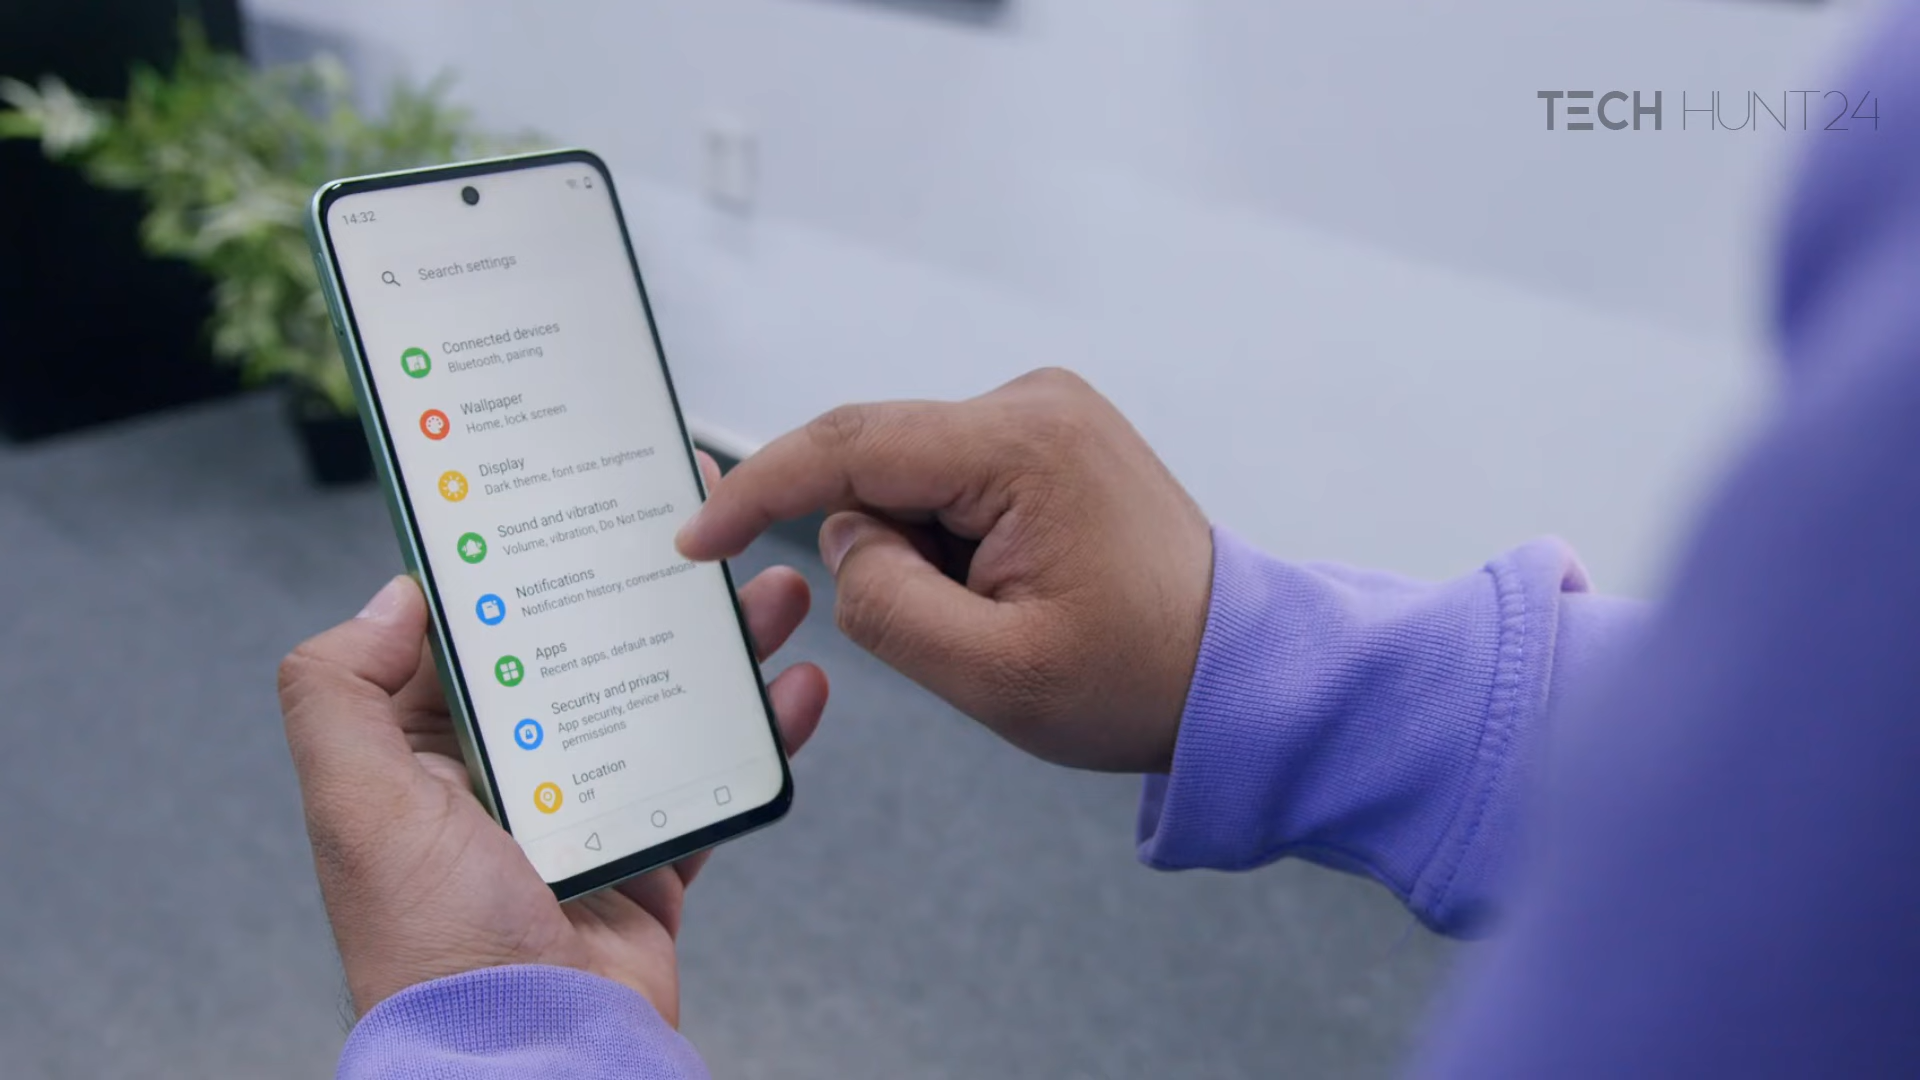 TECH HUNT24
14:32
Search settings
Connected devices
Bluetooth, pairing
Wallpaper
Home, lock screen
Display
Dark theme, font size, brightness
Sound and vibration
Volume, vibration, Do Not Disturb
Notifications
Notification history, conversations
Apps
Recent apps, default apps
Security and privacy
App security, device lock,
permissions
Location
Off